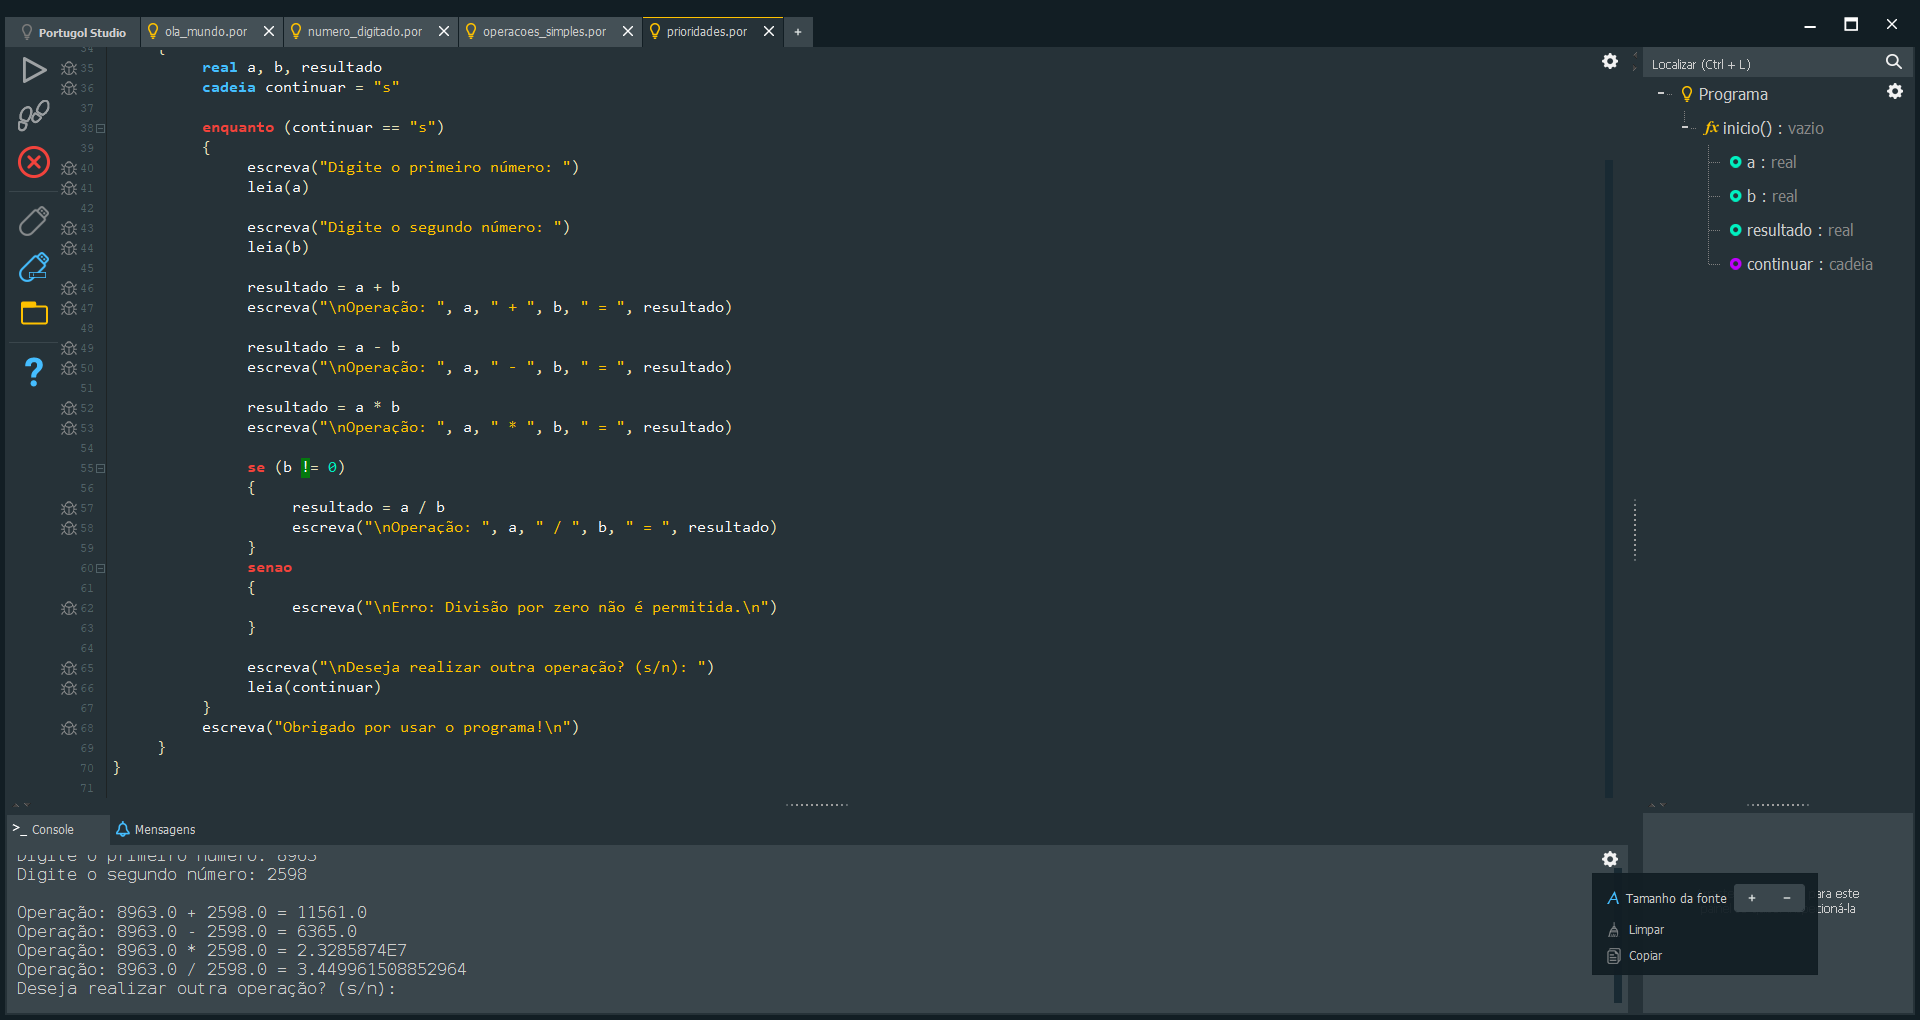 Portugol Studio
ola_mundo.por
numero_digitado.por
operacoes_simples.por
prioridades.por
+
34 {
35 real a, b, resultado
36 cadeia continuar = "s"
37
38 enquanto (continuar == "s")
39 {
40 escreva("Digite o primeiro número: ")
41 leia(a)
42
43 escreva("Digite o segundo número: ")
44 leia(b)
45
46 resultado = a + b
47 escreva("\nOperação: ", a, " + ", b, " = ", resultado)
48
49 resultado = a - b
50 escreva("\nOperação: ", a, " - ", b, " = ", resultado)
51
52 resultado = a * b
53 escreva("\nOperação: ", a, " * ", b, " = ", resultado)
54
55 se (b != 0)
56 {
57 resultado = a / b
58 escreva("\nOperação: ", a, " / ", b, " = ", resultado)
59 }
60 senao
61 {
62 escreva("\nErro: Divisão por zero não é permitida.\n")
63 }
64
65 escreva("\nDeseja realizar outra operação? (s/n): ")
66 leia(continuar)
67 }
68 escreva("Obrigado por usar o programa!\n")
69 }
70 }
71
Localizar (Ctrl + L)
Programa
fx inicio() : vazio
a : real
b : real
resultado : real
continuar : cadeia
>_ Console
Mensagens
Digite o primeiro número: 8963
Digite o segundo número: 2598
Operação: 8963.0 + 2598.0 = 11561.0
Operação: 8963.0 - 2598.0 = 6365.0
Operação: 8963.0 * 2598.0 = 2.3285874E7
Operação: 8963.0 / 2598.0 = 3.449961508852964
Deseja realizar outra operação? (s/n):
A Tamanho da fonte + -
Limpar
Copiar
ara este
cioná-la